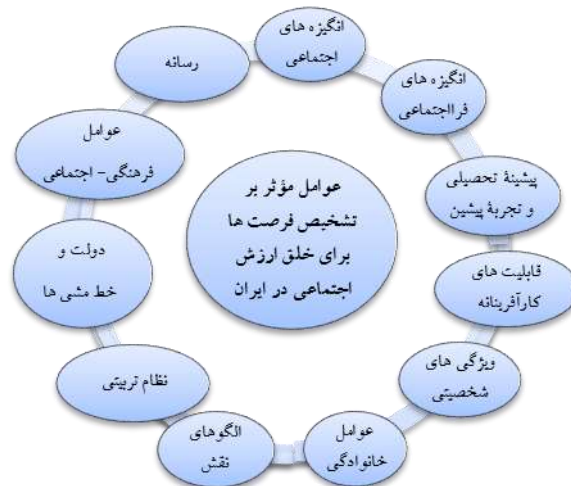 عوامل مؤثر بر
تشخیص فرصت ها
برای خلق ارزش
اجتماعی در ایران
انگیزه های
اجتماعی
انگیزه های
فرااجتماعی
پیشینۀ تحصیلی
و تجربۀ پیشین
قابلیت های
کارآفرینانه
ویژگی های
شخصیتی
عوامل
خانوادگی
الگوهای
نقش
نظام تربیتی
دولت و
خط مشی ها
عوامل
فرهنگی- اجتماعی
رسانه